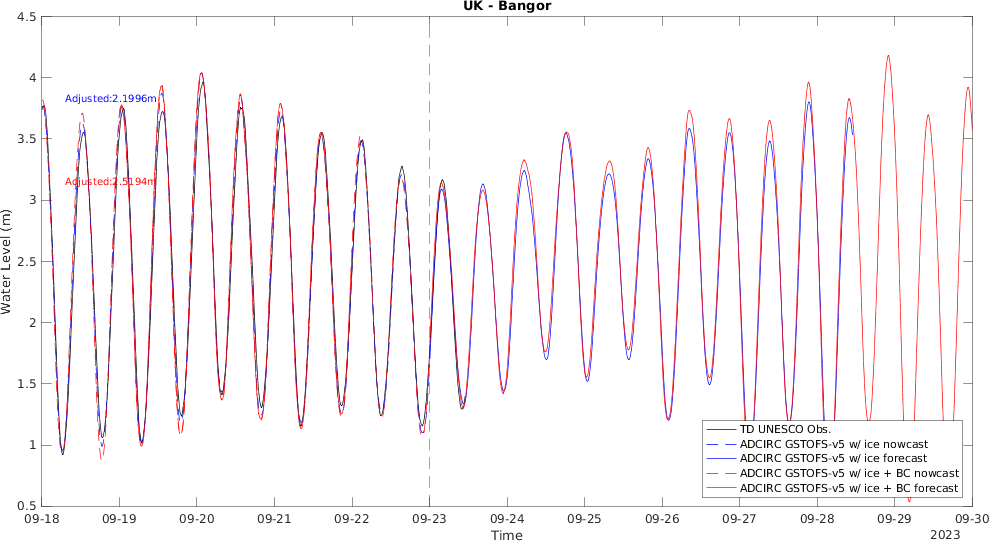 UK - Bangor
4.5
4
3.5
3
2.5
2
1.5
1
0.5
Water Level (m)
Adjusted:2.1996m
Adjusted:2.5194m
TD UNESCO Obs.
ADCIRC GSTOFS-v5 w/ ice nowcast
ADCIRC GSTOFS-v5 w/ ice forecast
ADCIRC GSTOFS-v5 w/ ice + BC nowcast
ADCIRC GSTOFS-v5 w/ ice + BC forecast
09-18 09-19 09-20 09-21 09-22 09-23 09-24 09-25 09-26 09-27 09-28 09-29 09-30
Time
2023